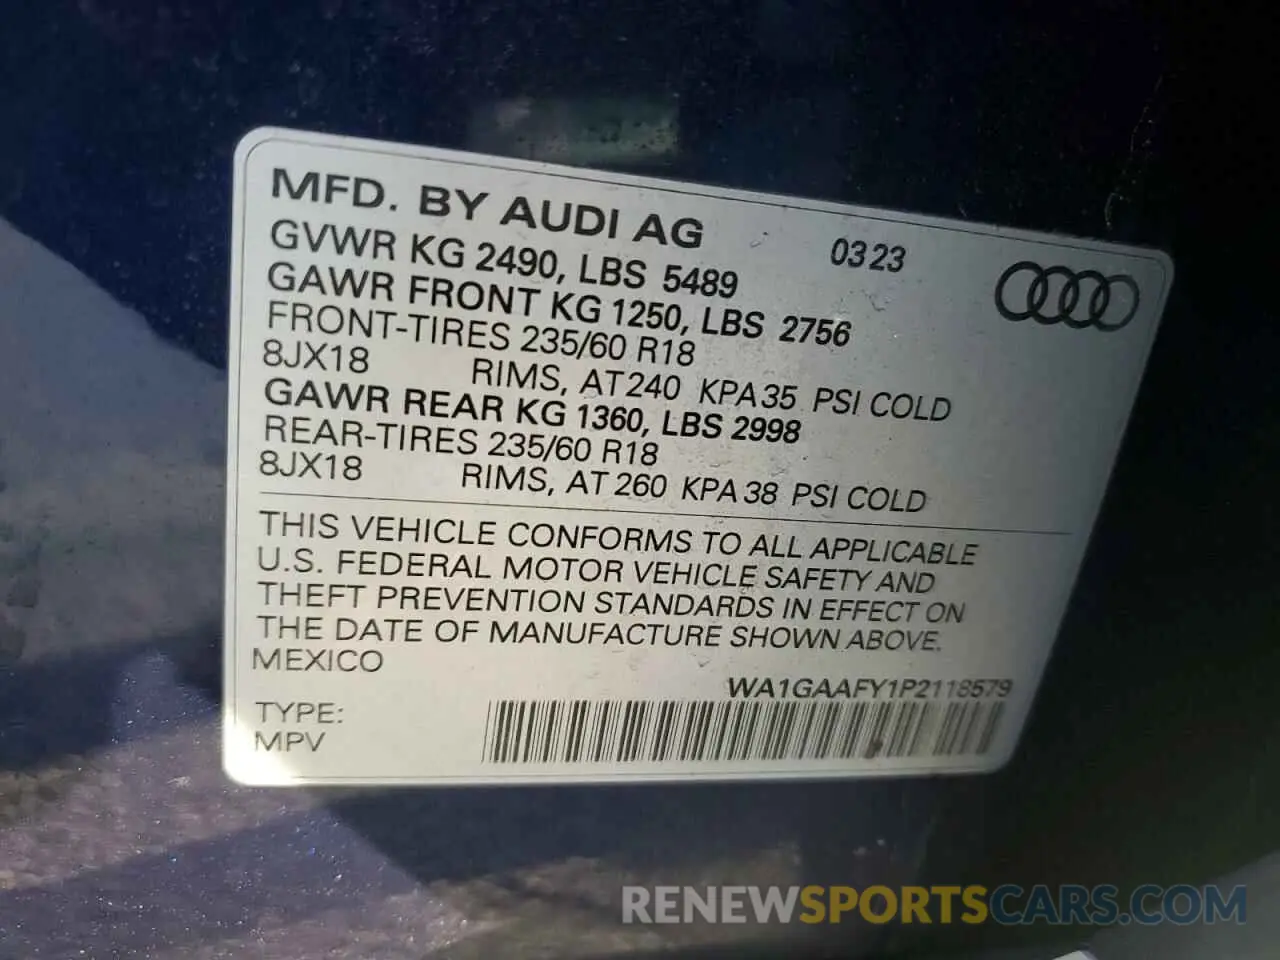 MFD. BY AUDI AG 03 23
GVWR KG 2490, LBS 5489
GAWR FRONT KG 1250, LBS 2756
FRONT-TIRES 235/60 R18
8JX18 RIMS, AT 240 KPA 35 PSI COLD
GAWR REAR KG 1360, LBS 2998
REAR-TIRES 235/60 R18
8JX18 RIMS, AT 260 KPA 38 PSI COLD
THIS VEHICLE CONFORMS TO ALL APPLICABLE
U.S. FEDERAL MOTOR VEHICLE SAFETY AND
THEFT PREVENTION STANDARDS IN EFFECT ON
THE DATE OF MANUFACTURE SHOWN ABOVE.
MEXICO
WA1GAAFY1P2118579
TYPE:
MPV
RENEWSPORTSCARS.COM